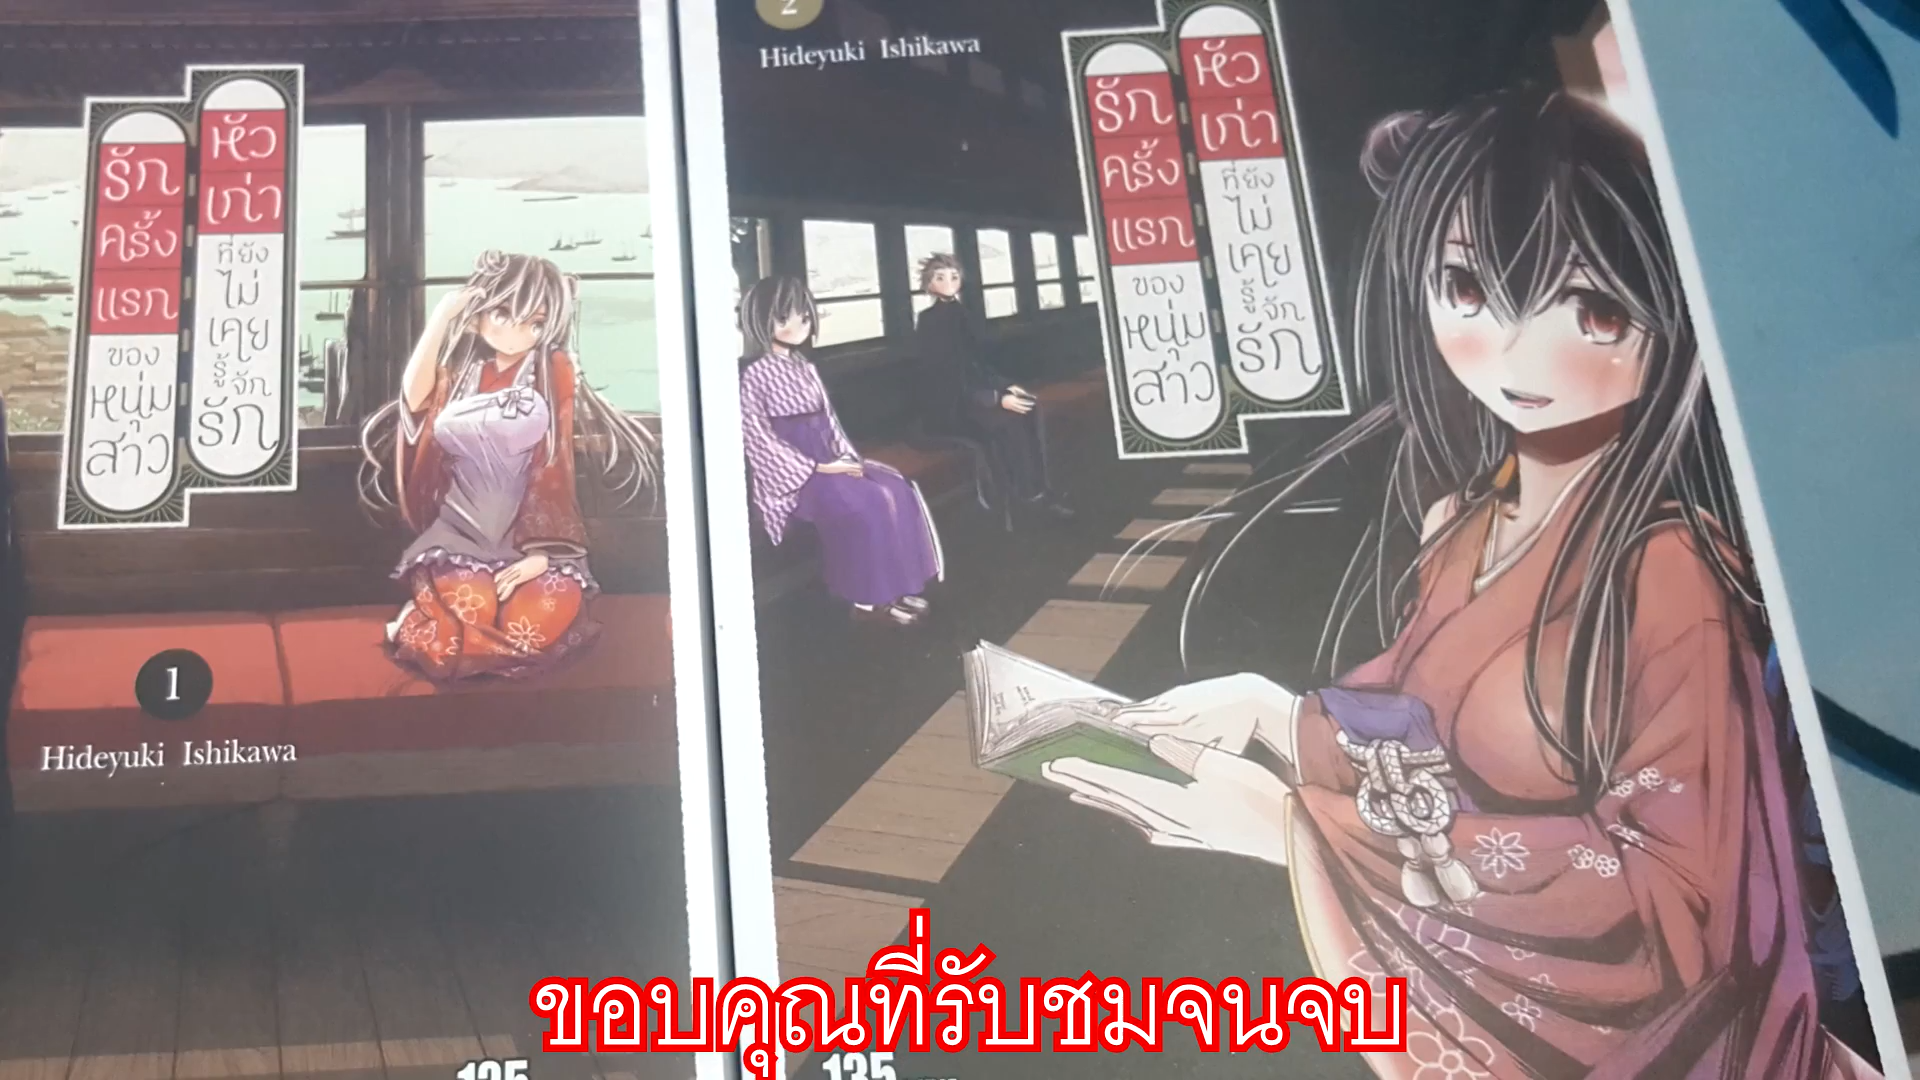 รัก
ครั้ง
แรก
ของ
หนุ่ม
สาว
หัว
เก่า
ที่ยัง
ไม่
เคย
รู้จัก
รัก
1
Hideyuki Ishikawa
2
Hideyuki Ishikawa
รัก
ครั้ง
แรก
ของ
หนุ่ม
สาว
หัว
เก่า
ที่ยัง
ไม่
เคย
รู้จัก
รัก
ขอบคุณที่รับชมจนจบ
135
135